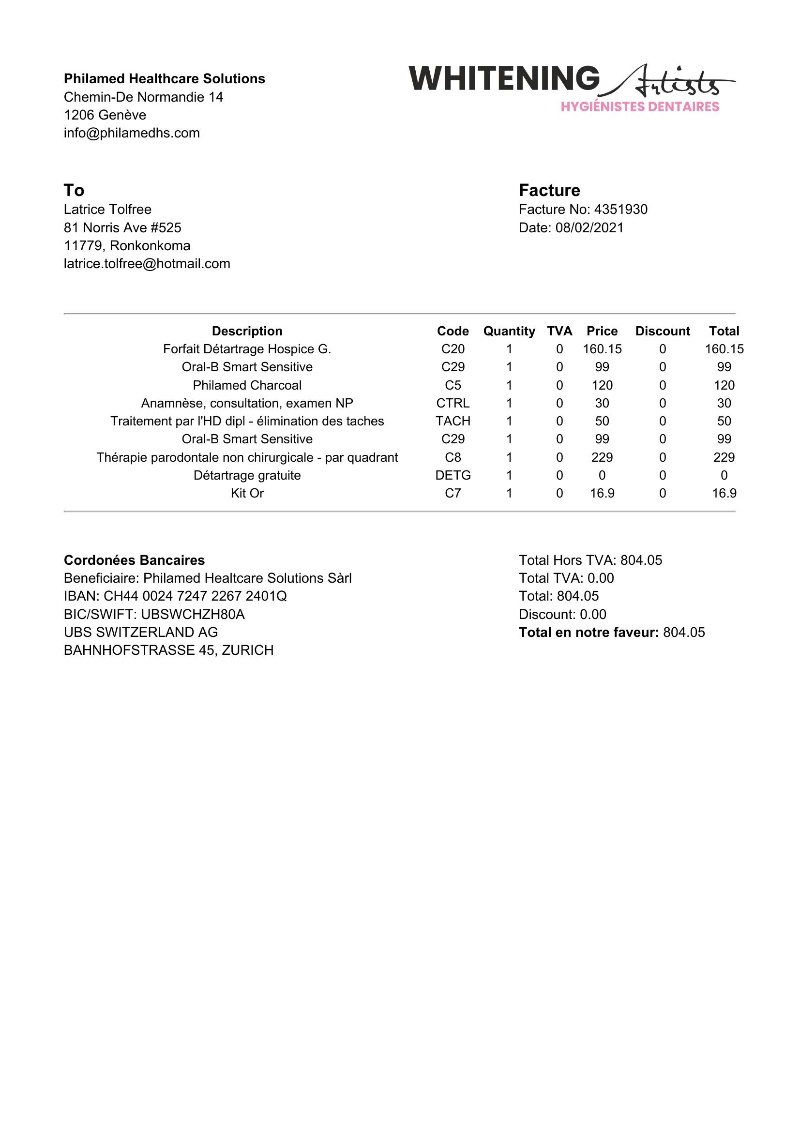 Philamed Healthcare Solutions
Chemin-De Normandie 14
1206 Genève
info@philamedhs.com
WHITENING Artists
HYGIÉNISTES DENTAIRES
To
Latrice Tolfree
81 Norris Ave #525
11779, Ronkonkoma
latrice.tolfree@hotmail.com
Facture
Facture No: 4351930
Date: 08/02/2021
Description Code Quantity TVA Price Discount Total
Forfait Détartrage Hospice G. C20 1 0 160.15 0 160.15
Oral-B Smart Sensitive C29 1 0 99 0 99
Philamed Charcoal C5 1 0 120 0 120
Anamnèse, consultation, examen NP CTRL 1 0 30 0 30
Traitement par l'HD dipl - élimination des taches TACH 1 0 50 0 50
Oral-B Smart Sensitive C29 1 0 99 0 99
Thérapie parodontale non chirurgicale - par quadrant C8 1 0 229 0 229
Détartrage gratuite DETG 1 0 0 0 0
Kit Or C7 1 0 16.9 0 16.9
Cordonées Bancaires
Beneficiaire: Philamed Healtcare Solutions Sàrl
IBAN: CH44 0024 7247 2267 2401Q
BIC/SWIFT: UBSWCHZH80A
UBS SWITZERLAND AG
BAHNHOFSTRASSE 45, ZURICH
Total Hors TVA: 804.05
Total TVA: 0.00
Total: 804.05
Discount: 0.00
Total en notre faveur: 804.05